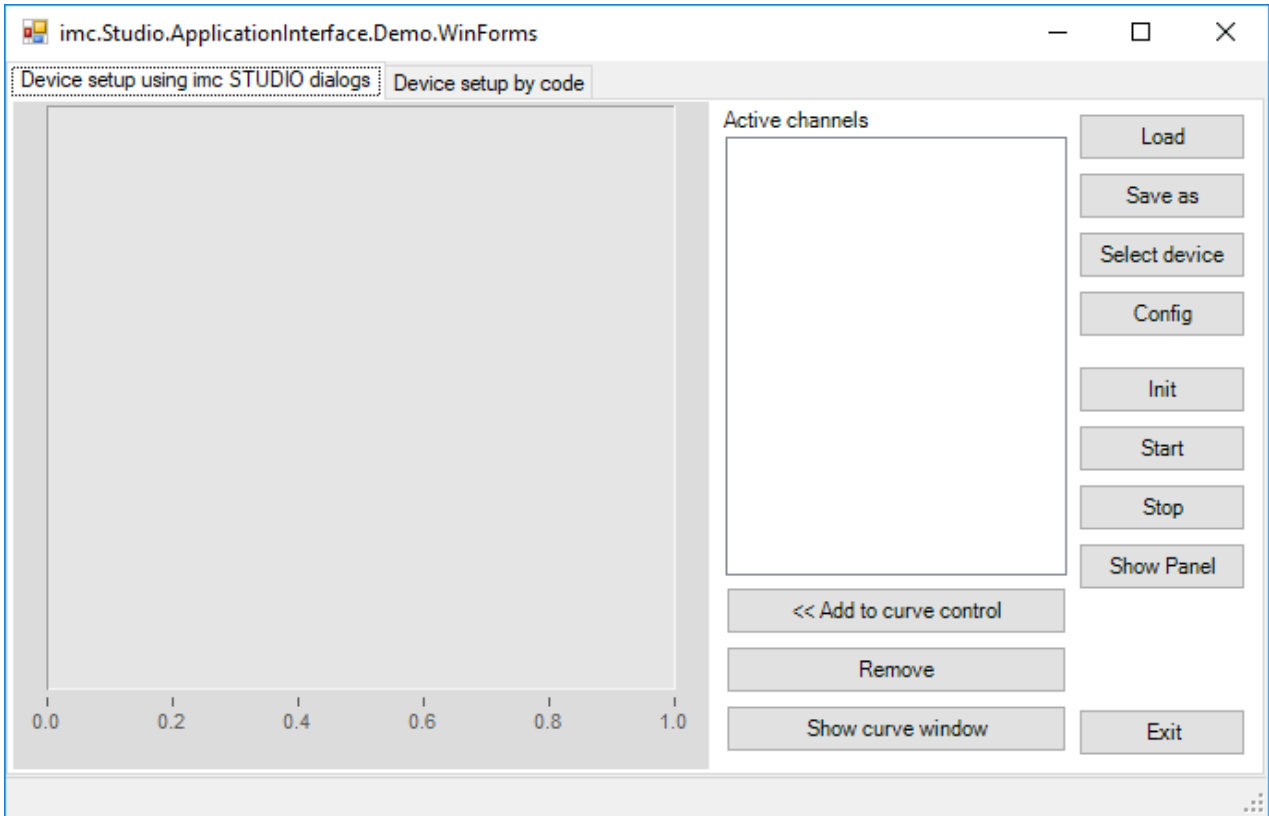 imc.Studio.ApplicationInterface.Demo.WinForms
Device setup using imc STUDIO dialogs
Device setup by code
Active channels
Load
Save as
Select device
Config
Init
Start
Stop
Show Panel
<< Add to curve control
Remove
Show curve window
Exit
0.0 0.2 0.4 0.6 0.8 1.0